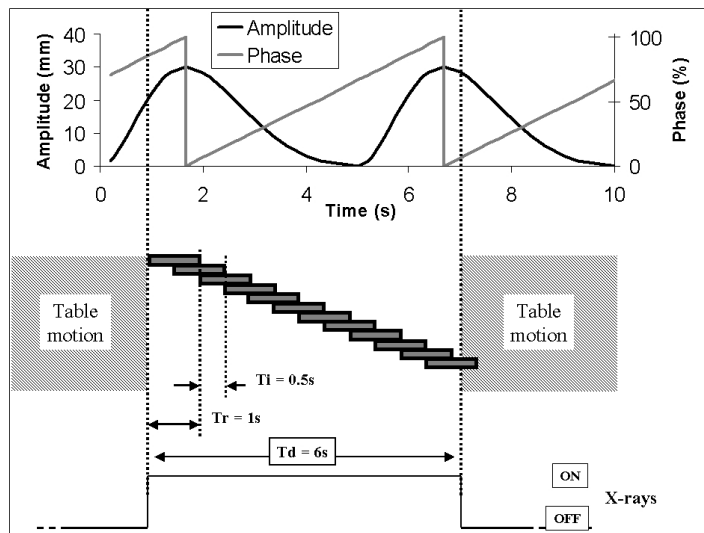 Amplitude
Phase
Amplitude (mm)
40
30
20
10
0
100
50
0
Phase (%)
0 2 4 6 8 10
Time (s)
Table
motion
Table
motion
Ti = 0.5s
Tr = 1s
Td = 6s
ON
X-rays
OFF